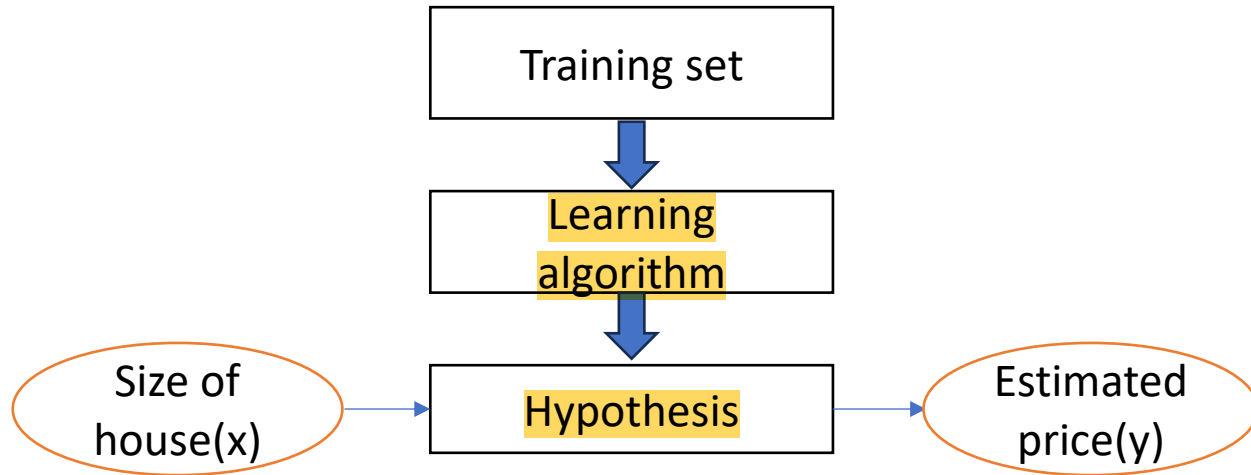 Training set
Learning
algorithm
Size of
house(x)
Hypothesis
Estimated
price(y)